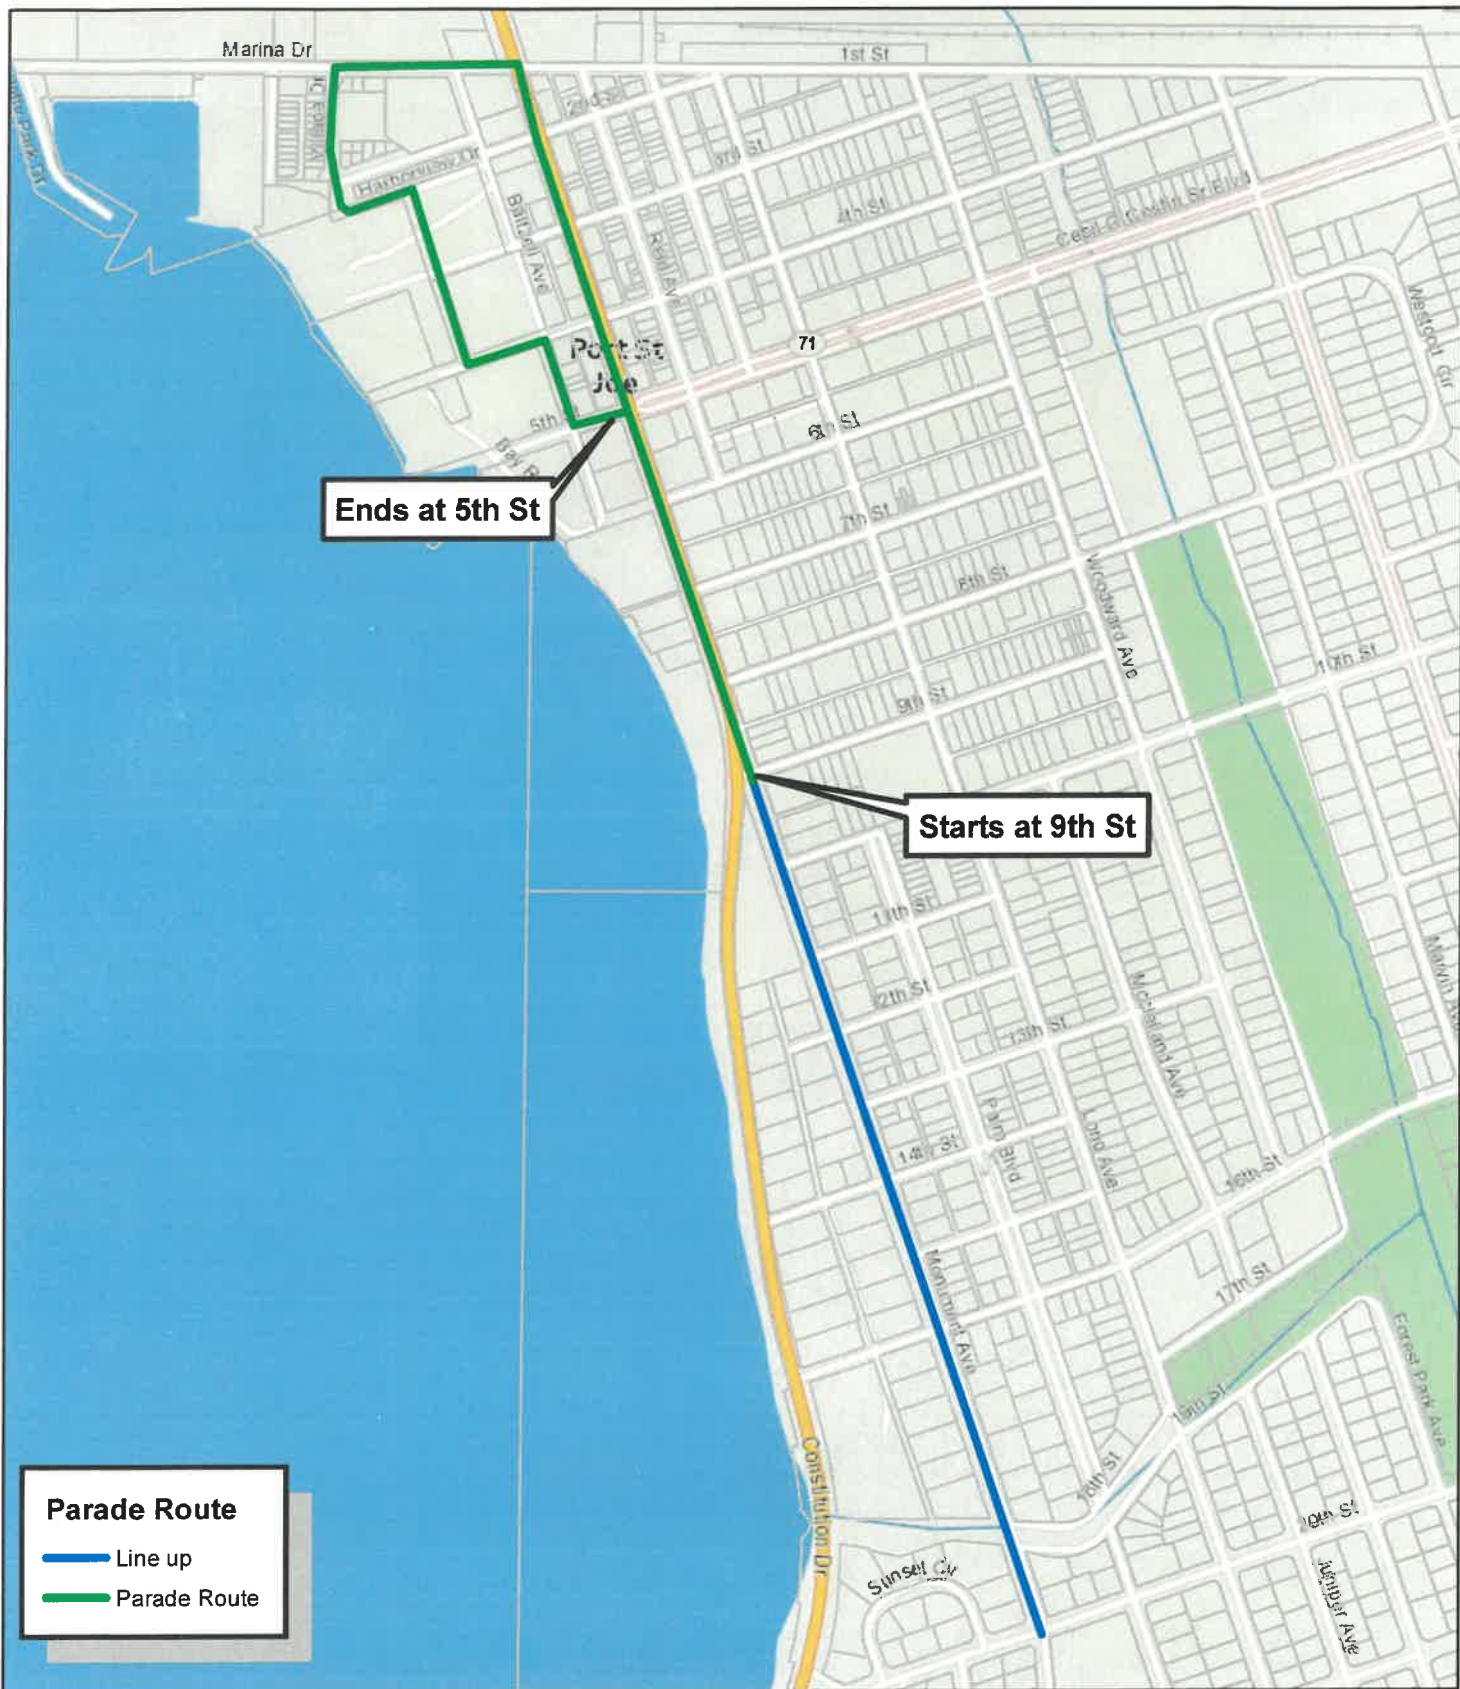 Marina Dr
1st St
2nd St
3rd St
Harborview Dr
4th St
Cecil G Costin Sr Blvd
Baltzell Ave
Reid Ave
Westcott Cir
71
Port St
Joe
5th
6th St
Ends at 5th St
7th St
8th St
Woodward Ave
9th St
10th St
Starts at 9th St
11th St
12th St
13th St
Mcclelland Ave
Marvin Ave
Palm Blvd
Long Ave
14th St
16th St
Monument Ave
17th St
Forest Park Ave
19th St
18th St
Constitution Dr
20th St
Sunset Cir
Juniper Ave
Parade Route
Line up
Parade Route